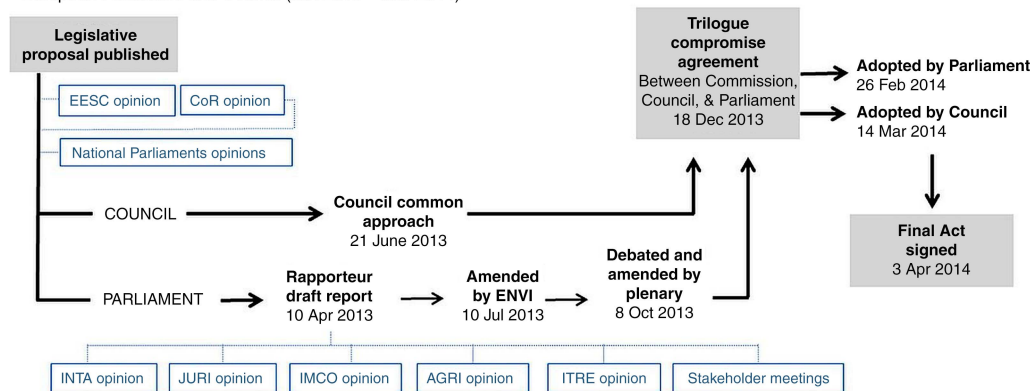 Legislative
proposal published
EESC opinion
CoR opinion
National Parliaments opinions
COUNCIL
Council common
approach
21 June 2013
PARLIAMENT
Rapporteur
draft report
10 Apr 2013
Amended
by ENVI
10 Jul 2013
Debated and
amended by
plenary
8 Oct 2013
Trilogue
compromise
agreement
Between Commission,
Council, & Parliament
18 Dec 2013
Adopted by Parliament
26 Feb 2014
Adopted by Council
14 Mar 2014
Final Act
signed
3 Apr 2014
INTA opinion
JURI opinion
IMCO opinion
AGRI opinion
ITRE opinion
Stakeholder meetings